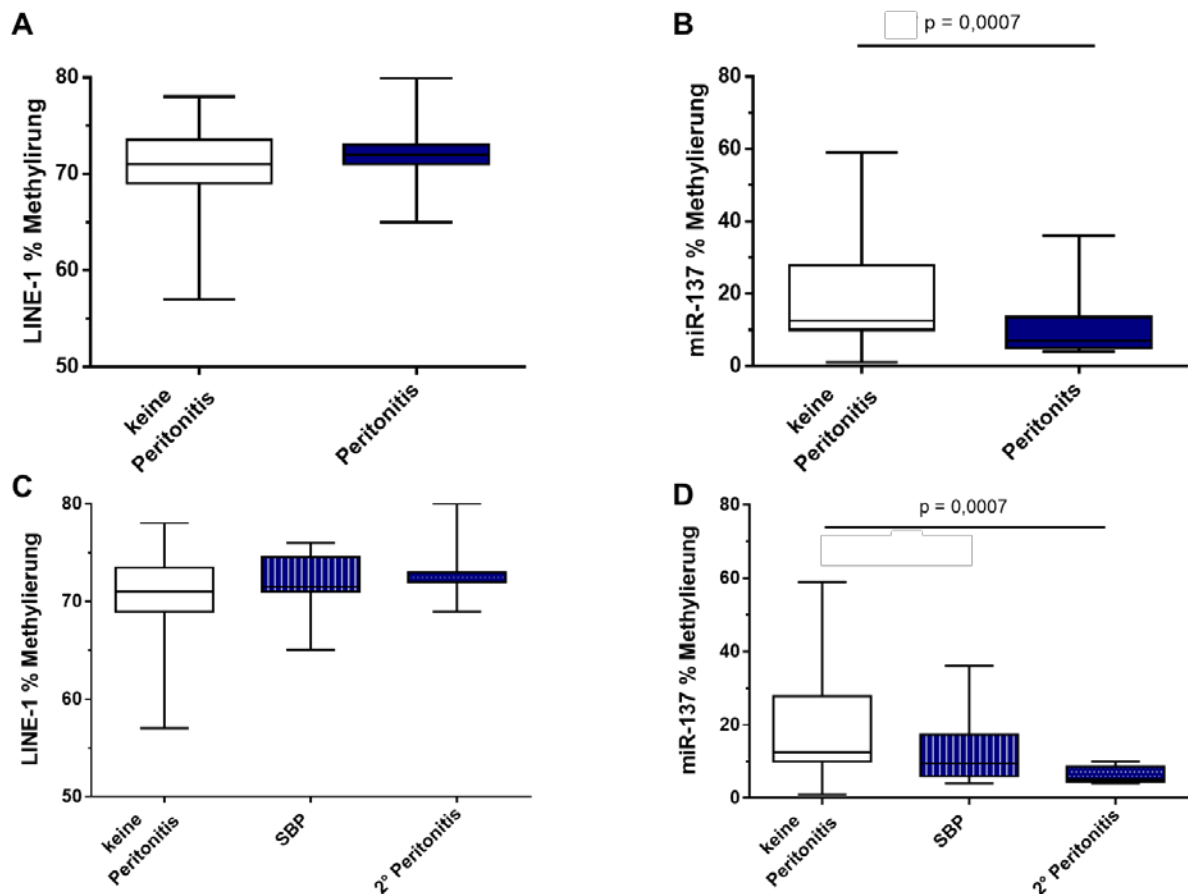 A
LINE-1 % Methylirung
80
70
60
50
keine
Peritonitis
Peritonitis
B
p = 0,0007
miR-137 % Methylierung
80
60
40
20
0
keine
Peritonitis
Peritonits
C
LINE-1 % Methylierung
80
70
60
50
keine
Peritonitis
SBP
2° Peritonitis
D
p = 0,0007
miR-137 % Methylierung
80
60
40
20
0
keine
Peritonitis
SBP
2° Peritonitis